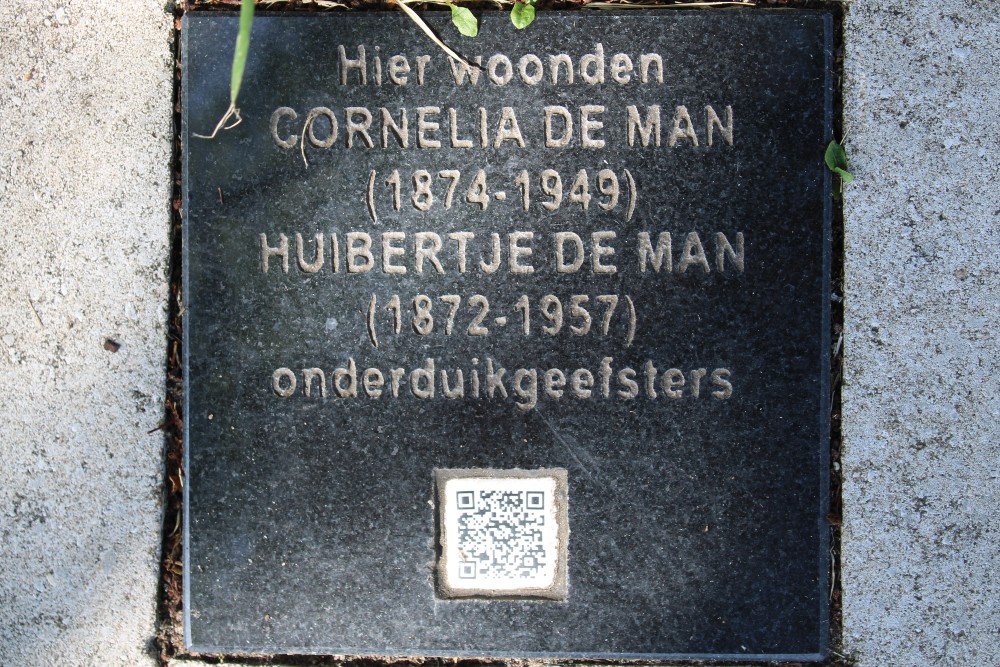 Hier woonden
CORNELIA DE MAN
(1874-1949)
HUIBERTJE DE MAN
(1872-1957)
onderduikgeefsters